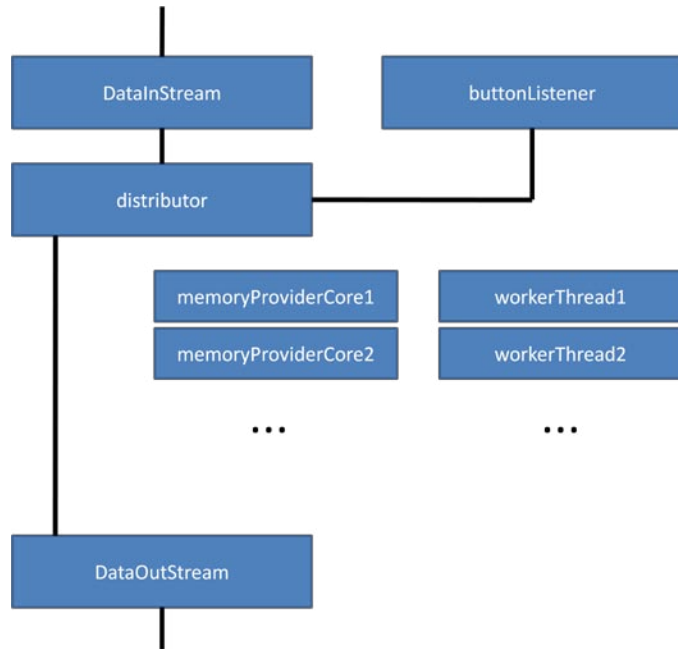 DataInStream
buttonListener
distributor
memoryProviderCore1
workerThread1
memoryProviderCore2
workerThread2
...
...
DataOutStream